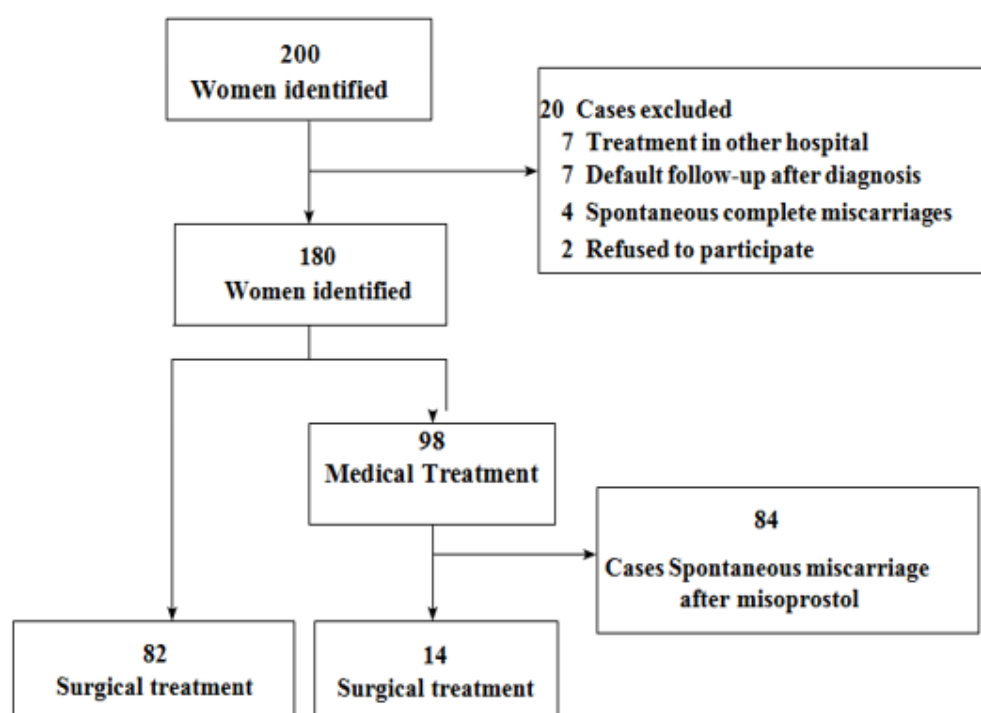 200
Women identified
20 Cases excluded
7 Treatment in other hospital
7 Default follow-up after diagnosis
4 Spontaneous complete miscarriages
2 Refused to participate
180
Women identified
98
Medical Treatment
84
Cases Spontaneous miscarriage
after misoprostol
82
Surgical treatment
14
Surgical treatment